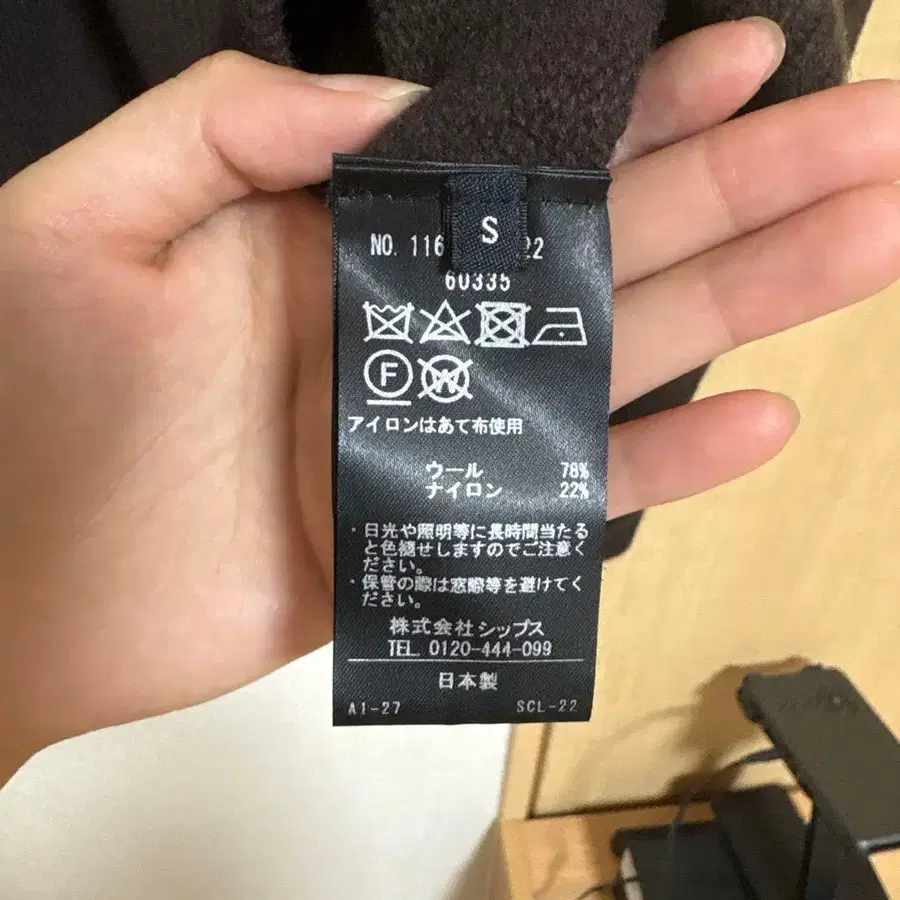 S
NO. 116 22
60335
F
W
アイロンはあて布使用
ウール 78%
ナイロン 22%
・日光や照明等に長時間当たる
と色褪せしますのでご注意く
ださい。
・保管の際は窓際等を避けてく
ださい。
株式会社シップス
TEL. 0120-444-099
日本製
A1-27 SCL-22